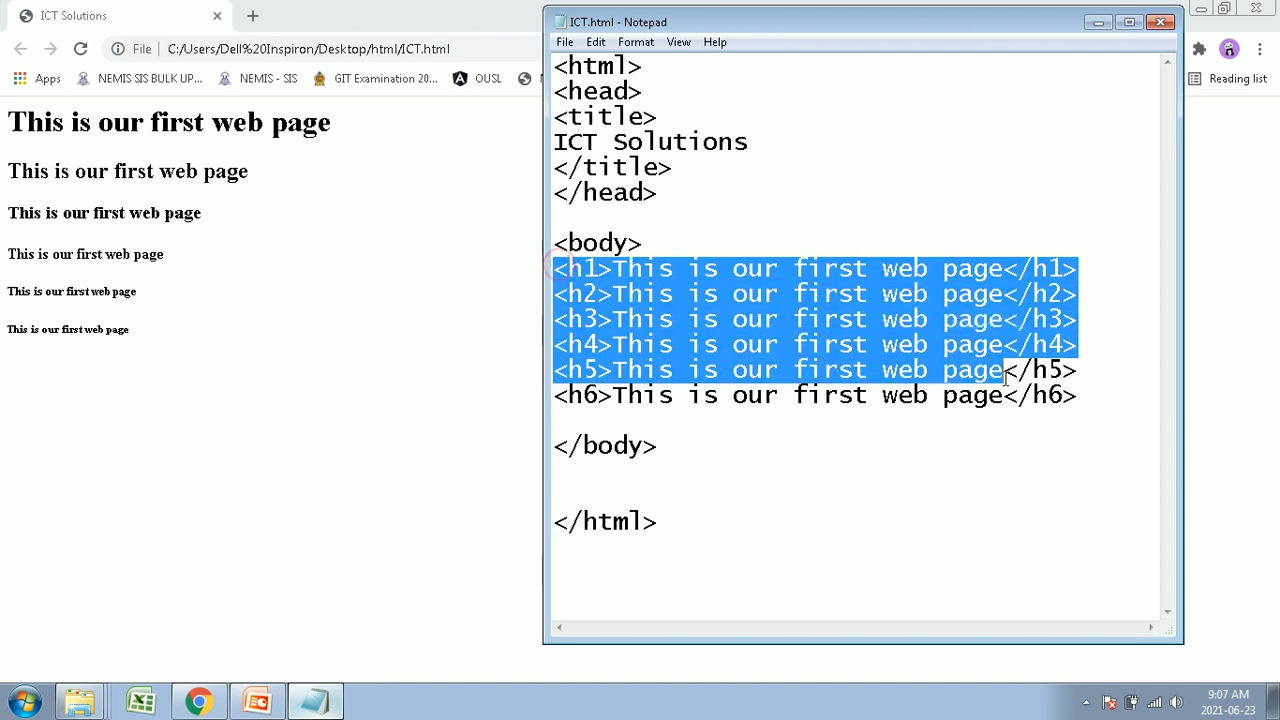 ICT Solutions
File C:/Users/Dell%20Inspiron/Desktop/html/ICT.html
Apps NEMIS SIS BULK UP... NEMIS - SIS GIT Examination 20... OUSL
Reading list
This is our first web page
This is our first web page
This is our first web page
This is our first web page
This is our first web page
This is our first web page
ICT.html - Notepad
File Edit Format View Help
<html>
<head>
<title>
ICT Solutions
</title>
</head>
<body>
<h1>This is our first web page</h1>
<h2>This is our first web page</h2>
<h3>This is our first web page</h3>
<h4>This is our first web page</h4>
<h5>This is our first web page</h5>
<h6>This is our first web page</h6>
</body>
</html>
9:07 AM
2021-06-23